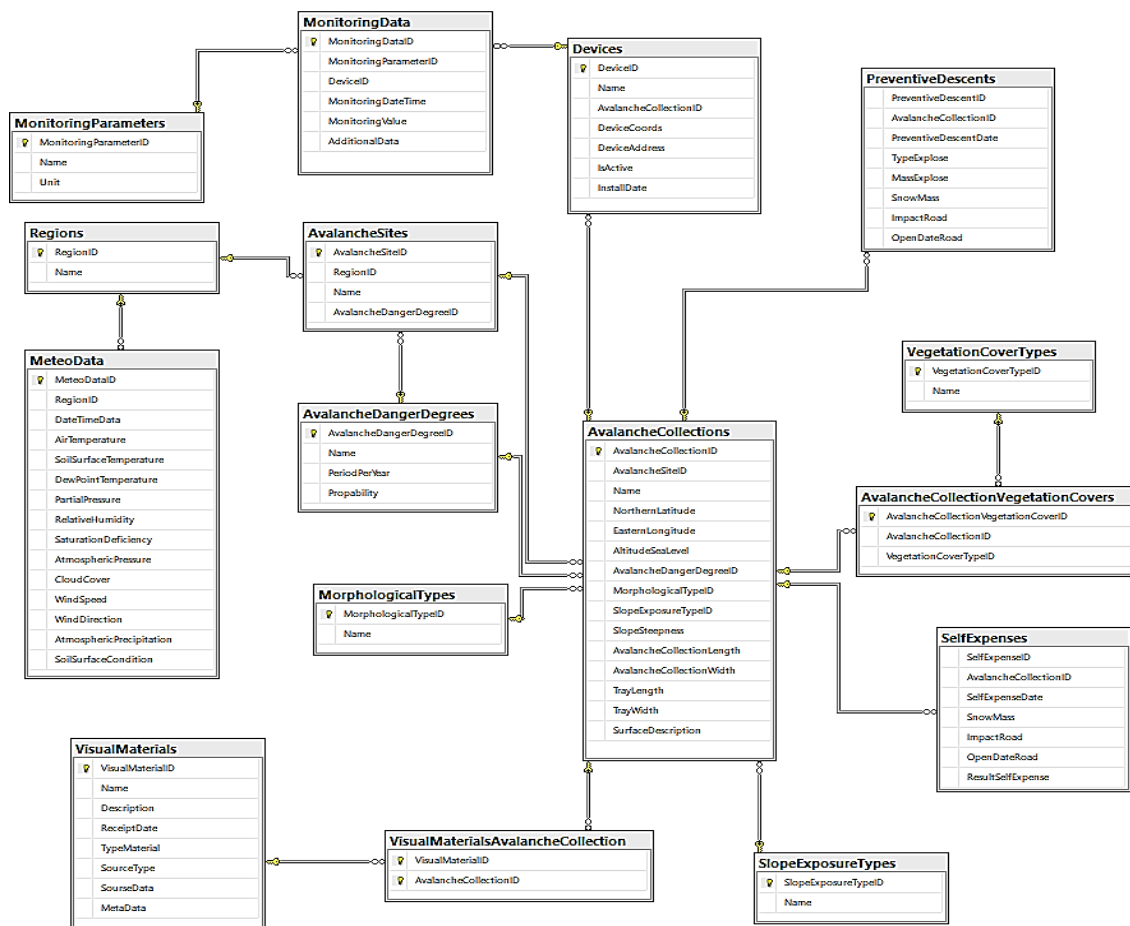 MonitoringData
MonitoringDataID
MonitoringParameterID
DeviceID
MonitoringDateTime
MonitoringValue
AdditionalData
Devices
DeviceID
Name
AvalancheCollectionID
DeviceCoords
DeviceAddress
IsActive
InstallDate
PreventiveDescents
PreventiveDescentID
AvalancheCollectionID
PreventiveDescentDate
TypeExplose
MassExplose
SnowMass
ImpactRoad
OpenDateRoad
MonitoringParameters
MonitoringParameterID
Name
Unit
Regions
RegionID
Name
AvalancheSites
AvalancheSiteID
RegionID
Name
AvalancheDangerDegreeID
MeteoData
MeteoDataID
RegionID
DateTimeData
AirTemperature
SoilSurfaceTemperature
DewPointTemperature
PartialPressure
RelativeHumidity
SaturationDeficiency
AtmosphericPressure
CloudCover
WindSpeed
WindDirection
AtmosphericPrecipitation
SoilSurfaceCondition
AvalancheDangerDegrees
AvalancheDangerDegreeID
Name
PeriodPerYear
Propability
VegetationCoverTypes
VegetationCoverTypeID
Name
AvalancheCollections
AvalancheCollectionID
AvalancheSiteID
Name
NorthernLatitude
EasternLongitude
AltitudeSeaLevel
AvalancheDangerDegreeID
MorphologicalTypeID
SlopeExposureTypeID
SlopeSteepness
AvalancheCollectionLength
AvalancheCollectionWidth
TrayLength
TrayWidth
SurfaceDescription
AvalancheCollectionVegetationCovers
AvalancheCollectionVegetationCoverID
AvalancheCollectionID
VegetationCoverTypeID
MorphologicalTypes
MorphologicalTypeID
Name
SelfExpenses
SelfExpenseID
AvalancheCollectionID
SelfExpenseDate
SnowMass
ImpactRoad
OpenDateRoad
ResultSelfExpense
VisualMaterials
VisualMaterialID
Name
Description
ReceiptDate
TypeMaterial
SourceType
SourseData
MetaData
VisualMaterialsAvalancheCollection
VisualMaterialID
AvalancheCollectionID
SlopeExposureTypes
SlopeExposureTypeID
Name